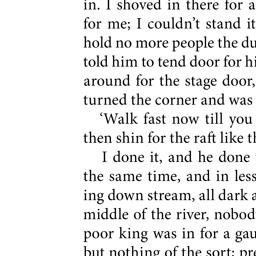 in. I shoved in there for a
for me; I couldn't stand it
hold no more people the du
told him to tend door for hi
around for the stage door,
turned the corner and was
'Walk fast now till you
then shin for the raft like th
I done it, and he done
the same time, and in less
ing down stream, all dark a
middle of the river, nobod
poor king was in for a gau
but nothing of the sort; pre